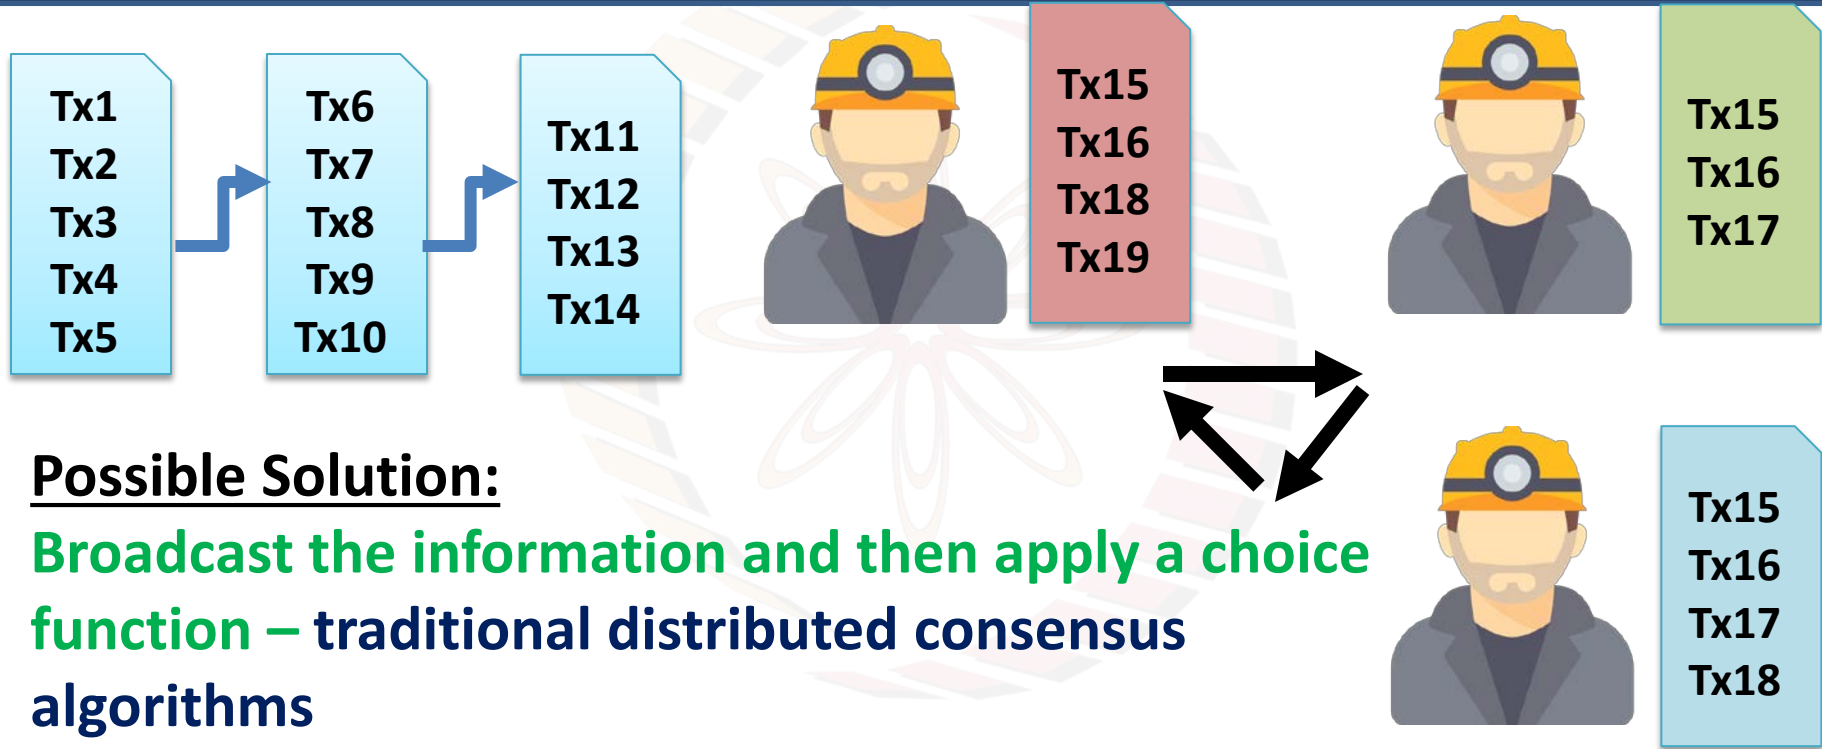 Tx1
Tx2
Tx3
Tx4
Tx5
Tx6
Tx7
Tx8
Tx9
Tx10
Tx11
Tx12
Tx13
Tx14
Tx15
Tx16
Tx18
Tx19
Tx15
Tx16
Tx17
Possible Solution:
Broadcast the information and then apply a choice
function – traditional distributed consensus
algorithms
Tx15
Tx16
Tx17
Tx18